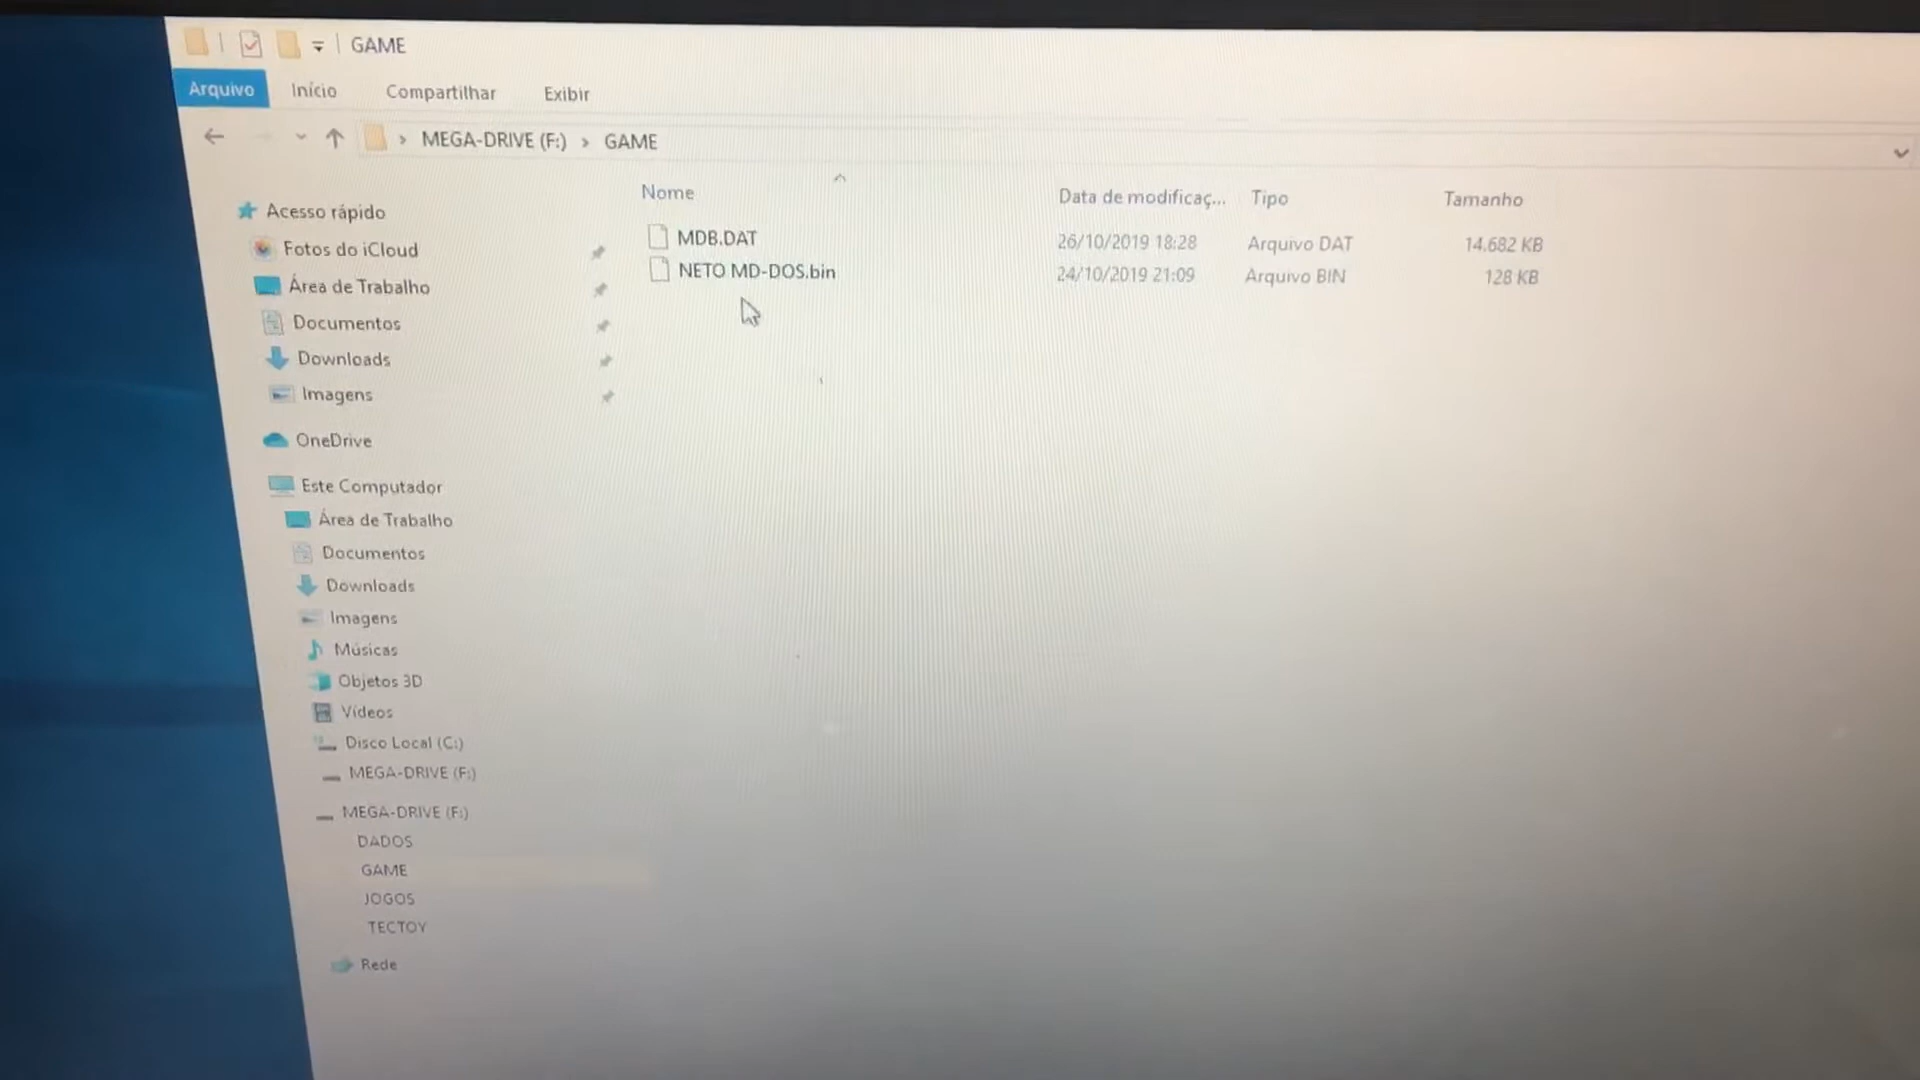 GAME
Arquivo Início Compartilhar Exibir
MEGA-DRIVE (F:) › GAME
Nome Data de modificaç... Tipo Tamanho
MDB.DAT 26/10/2019 18:28 Arquivo DAT 14.682 KB
NETO MD-DOS.bin 24/10/2019 21:09 Arquivo BIN 128 KB
Acesso rápido
Fotos do iCloud
Área de Trabalho
Documentos
Downloads
Imagens
OneDrive
Este Computador
Área de Trabalho
Documentos
Downloads
Imagens
Músicas
Objetos 3D
Vídeos
Disco Local (C:)
MEGA-DRIVE (F:)
MEGA-DRIVE (F:)
DADOS
GAME
JOGOS
TECTOY
Rede